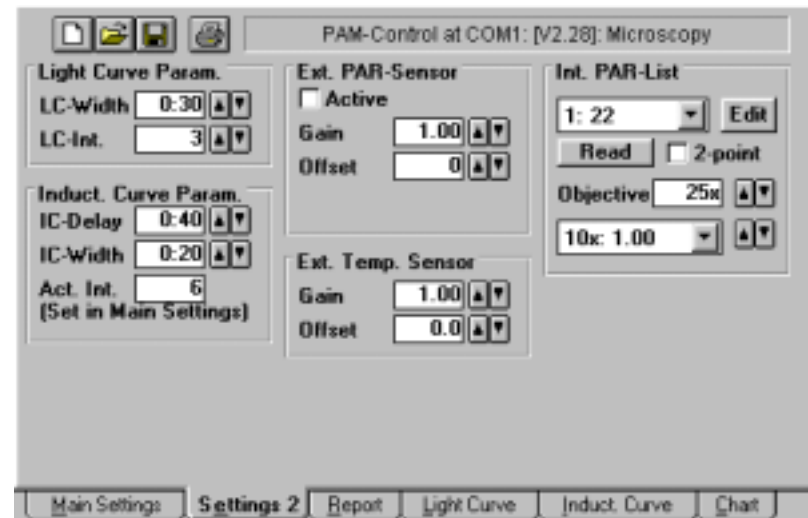 PAM-Control at COM1: [V2.28]: Microscopy
Light Curve Param.
LC-Width 0:30
LC-Int. 3
Induct. Curve Param.
IC-Delay 0:40
IC-Width 0:20
Act. Int. 6
(Set in Main Settings)
Ext. PAR-Sensor
Active
Gain 1.00
Offset 0
Ext. Temp. Sensor
Gain 1.00
Offset 0.0
Int. PAR-List
1: 22 Edit
Read 2-point
Objective 25x
10x: 1.00
Main Settings Settings 2 Report Light Curve Induct. Curve Chart